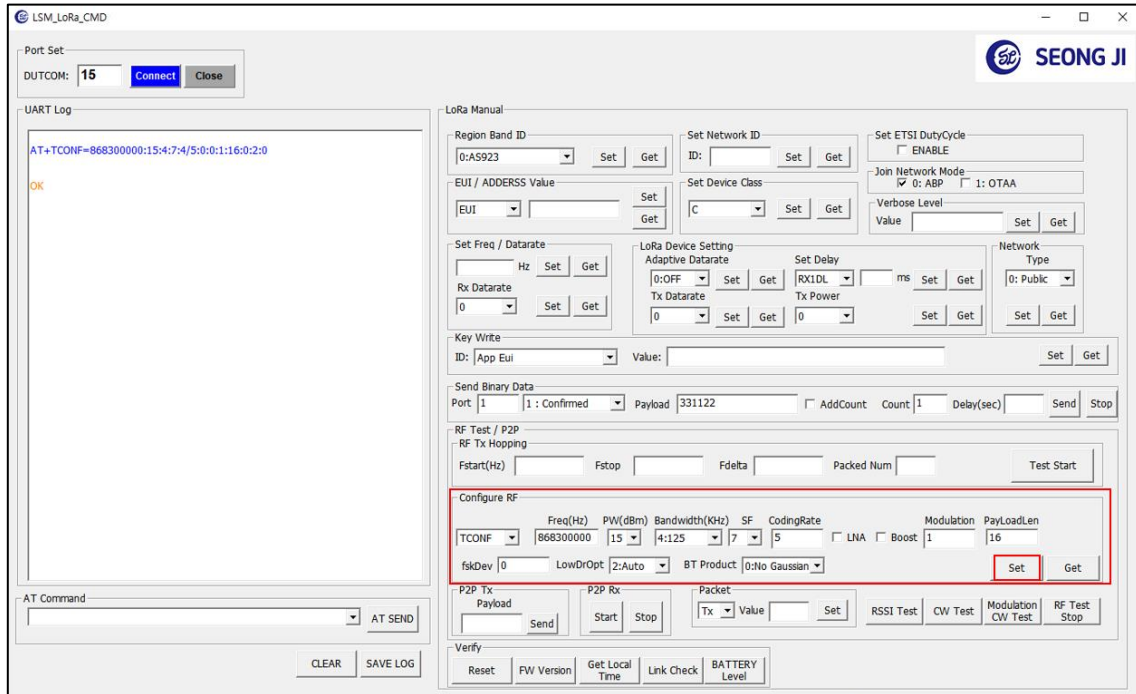 LSM_LoRa_CMD
Port Set
DUTCOM: 15 Connect Close
SEONG JI
UART Log
AT+TCONF=868300000:15:4:7:4/5:0:0:1:16:0:2:0
OK
AT Command
AT SEND
CLEAR SAVE LOG
LoRa Manual
Region Band ID
0:AS923 Set Get
Set Network ID
ID: Set Get
Set ETSI DutyCycle
ENABLE
Join Network Mode
0: ABP 1: OTAA
EUI / ADDERSS Value
EUI Set
Get
Set Device Class
C Set Get
Verbose Level
Value Set Get
Set Freq / Datarate
Hz Set Get
Rx Datarate
0 Set Get
LoRa Device Setting
Adaptive Datarate Set Delay
0:OFF Set Get RX1DL ms Set Get
Tx Datarate Tx Power
0 Set Get 0 Set Get
Network
Type
0: Public
Set Get
Key Write
ID: App Eui Value: Set Get
Send Binary Data
Port 1 1 : Confirmed Payload 331122 AddCount Count 1 Delay(sec) Send Stop
RF Test / P2P
RF Tx Hopping
Fstart(Hz) Fstop Fdelta Packed Num Test Start
Configure RF
Freq(Hz) PW(dBm) Bandwidth(KHz) SF CodingRate Modulation PayLoadLen
TCONF 868300000 15 4:125 7 5 LNA Boost 1 16
fskDev 0 LowDrOpt 2:Auto BT Product 0:No Gaussian Set Get
P2P Tx
Payload
Send
P2P Rx
Start Stop
Packet
Tx Value Set
RSSI Test CW Test Modulation CW Test RF Test Stop
Verify
Reset FW Version Get Local Time Link Check BATTERY Level